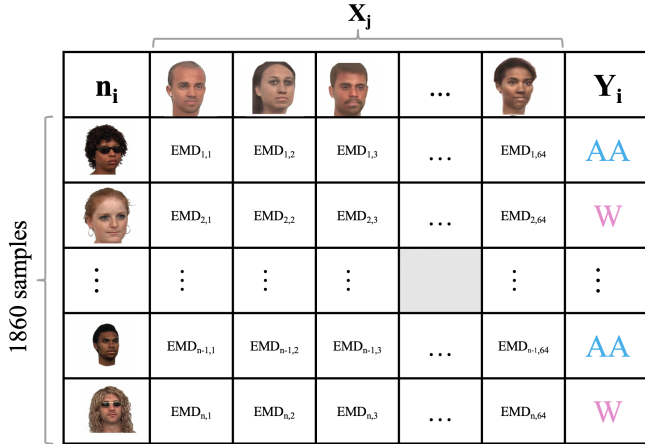 X_j
n_i ... Y_i
EMD_1,1 EMD_1,2 EMD_1,3 ... EMD_1,64 AA
EMD_2,1 EMD_2,2 EMD_2,3 ... EMD_2,64 W
⋮ ⋮ ⋮ ⋮ ⋮ ⋮
EMD_n-1,1 EMD_n-1,2 EMD_n-1,3 ... EMD_n-1,64 AA
EMD_n,1 EMD_n,2 EMD_n,3 ... EMD_n,64 W
1860 samples